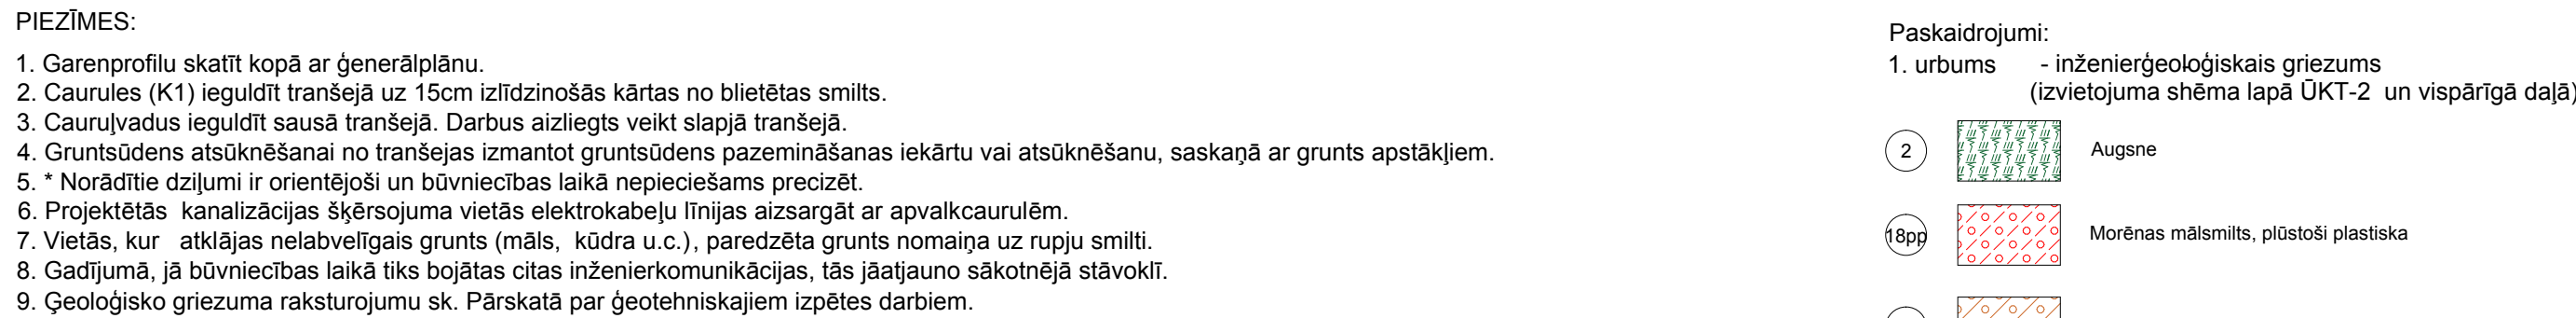 PIEZĪMES:
1. Garenprofilu skatīt kopā ar ģenerālplānu.
2. Caurules (K1) ieguldīt tranšejā uz 15cm izlīdzinošās kārtas no blietētas smilts.
3. Cauruļvadus ieguldīt sausā tranšejā. Darbus aizliegts veikt slapjā tranšejā.
4. Gruntsūdens atsūknēšanai no tranšejas izmantot gruntsūdens pazemināšanas iekārtu vai atsūknēšanu, saskaņā ar grunts apstākļiem.
5. * Norādītie dziļumi ir orientējoši un būvniecības laikā nepieciešams precizēt.
6. Projektētās kanalizācijas šķērsojuma vietās elektrokabeļu līnijas aizsargāt ar apvalkcaurulēm.
7. Vietās, kur atklājas nelabvelīgais grunts (māls, kūdra u.c.), paredzēta grunts nomaiņa uz rupju smilti.
8. Gadījumā, jā būvniecības laikā tiks bojātas citas inženierkomunikācijas, tās jāatjauno sākotnējā stāvoklī.
9. Ģeoloģisko griezuma raksturojumu sk. Pārskatā par ģeotehniskajiem izpētes darbiem.
Paskaidrojumi:
1. urbums - inženierģeoloģiskais griezums
(izvietojuma shēma lapā ŪKT-2 un vispārīgā daļā)
2 Augsne
18pp Morēnas mālsmilts, plūstoši plastiska